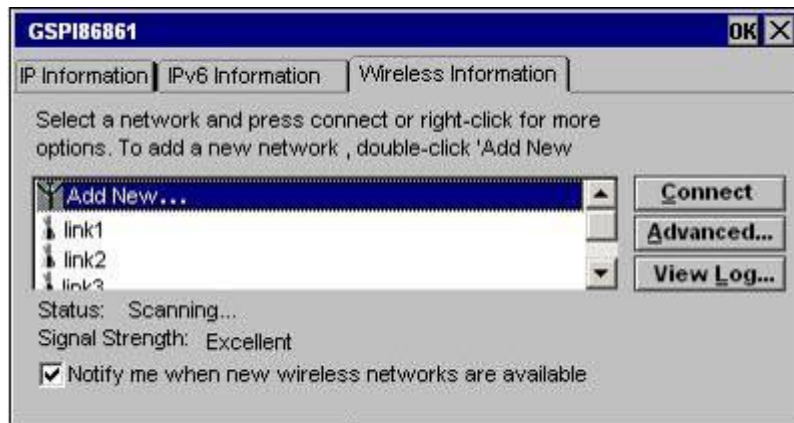 GSPI86861 OK
IP Information IPv6 Information Wireless Information
Select a network and press connect or right-click for more
options. To add a new network , double-click 'Add New
Add New... Connect
link1
link2 Advanced...
link3 View Log...
Status: Scanning...
Signal Strength: Excellent
Notify me when new wireless networks are available